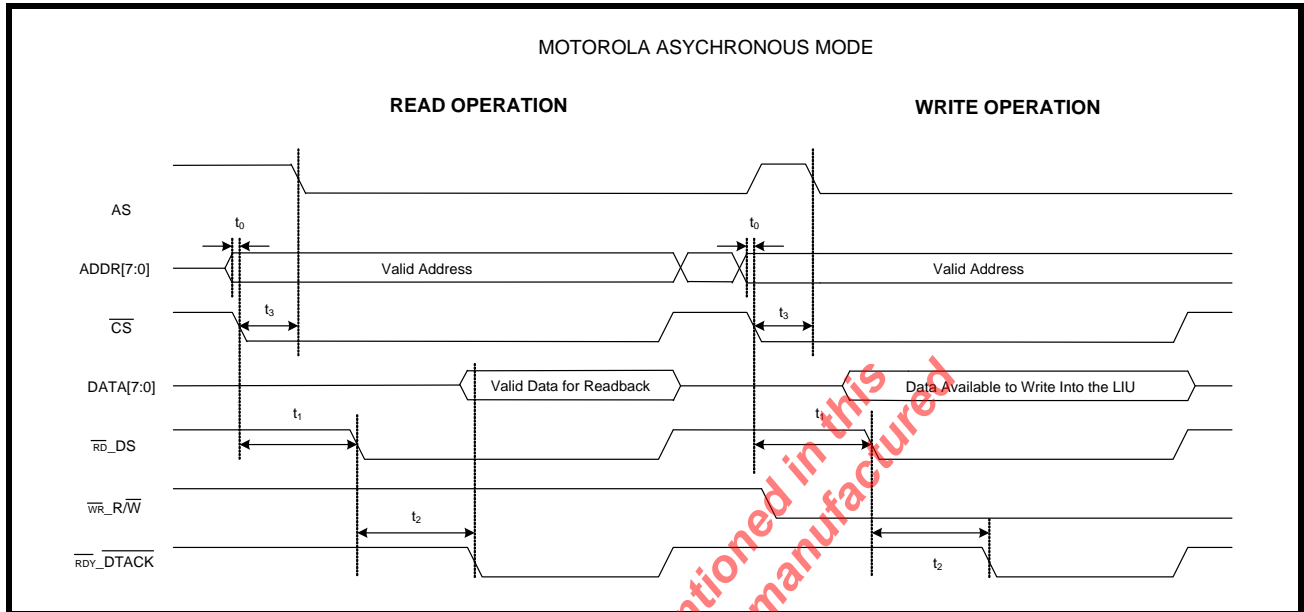 MOTOROLA ASYCHRONOUS MODE
READ OPERATION WRITE OPERATION
AS
t0 t0
ADDR[7:0] Valid Address Valid Address
t3 t3
CS
DATA[7:0] Valid Data for Readback Data Available to Write Into the LIU
t1 t1
RD_DS
WR_R/W
t2 t2
RDY_DTACK
mentioned in this
manufactured